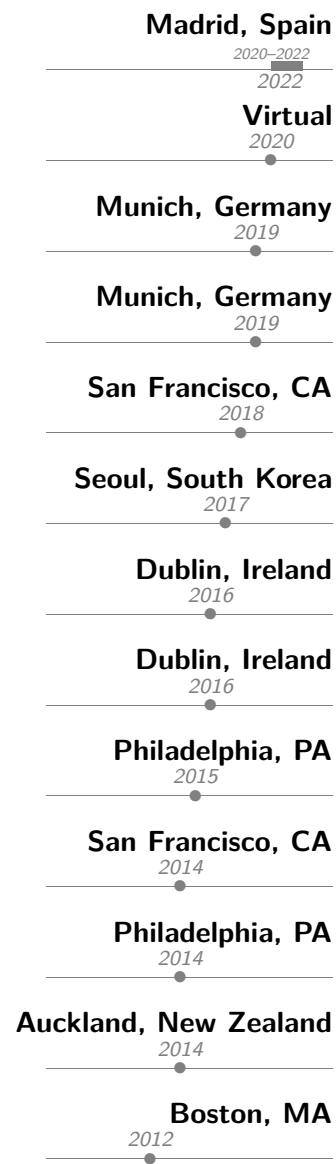 Madrid, Spain
2020–2022
2022
Virtual
2020
Munich, Germany
2019
Munich, Germany
2019
San Francisco, CA
2018
Seoul, South Korea
2017
Dublin, Ireland
2016
Dublin, Ireland
2016
Philadelphia, PA
2015
San Francisco, CA
2014
Philadelphia, PA
2014
Auckland, New Zealand
2014
Boston, MA
2012